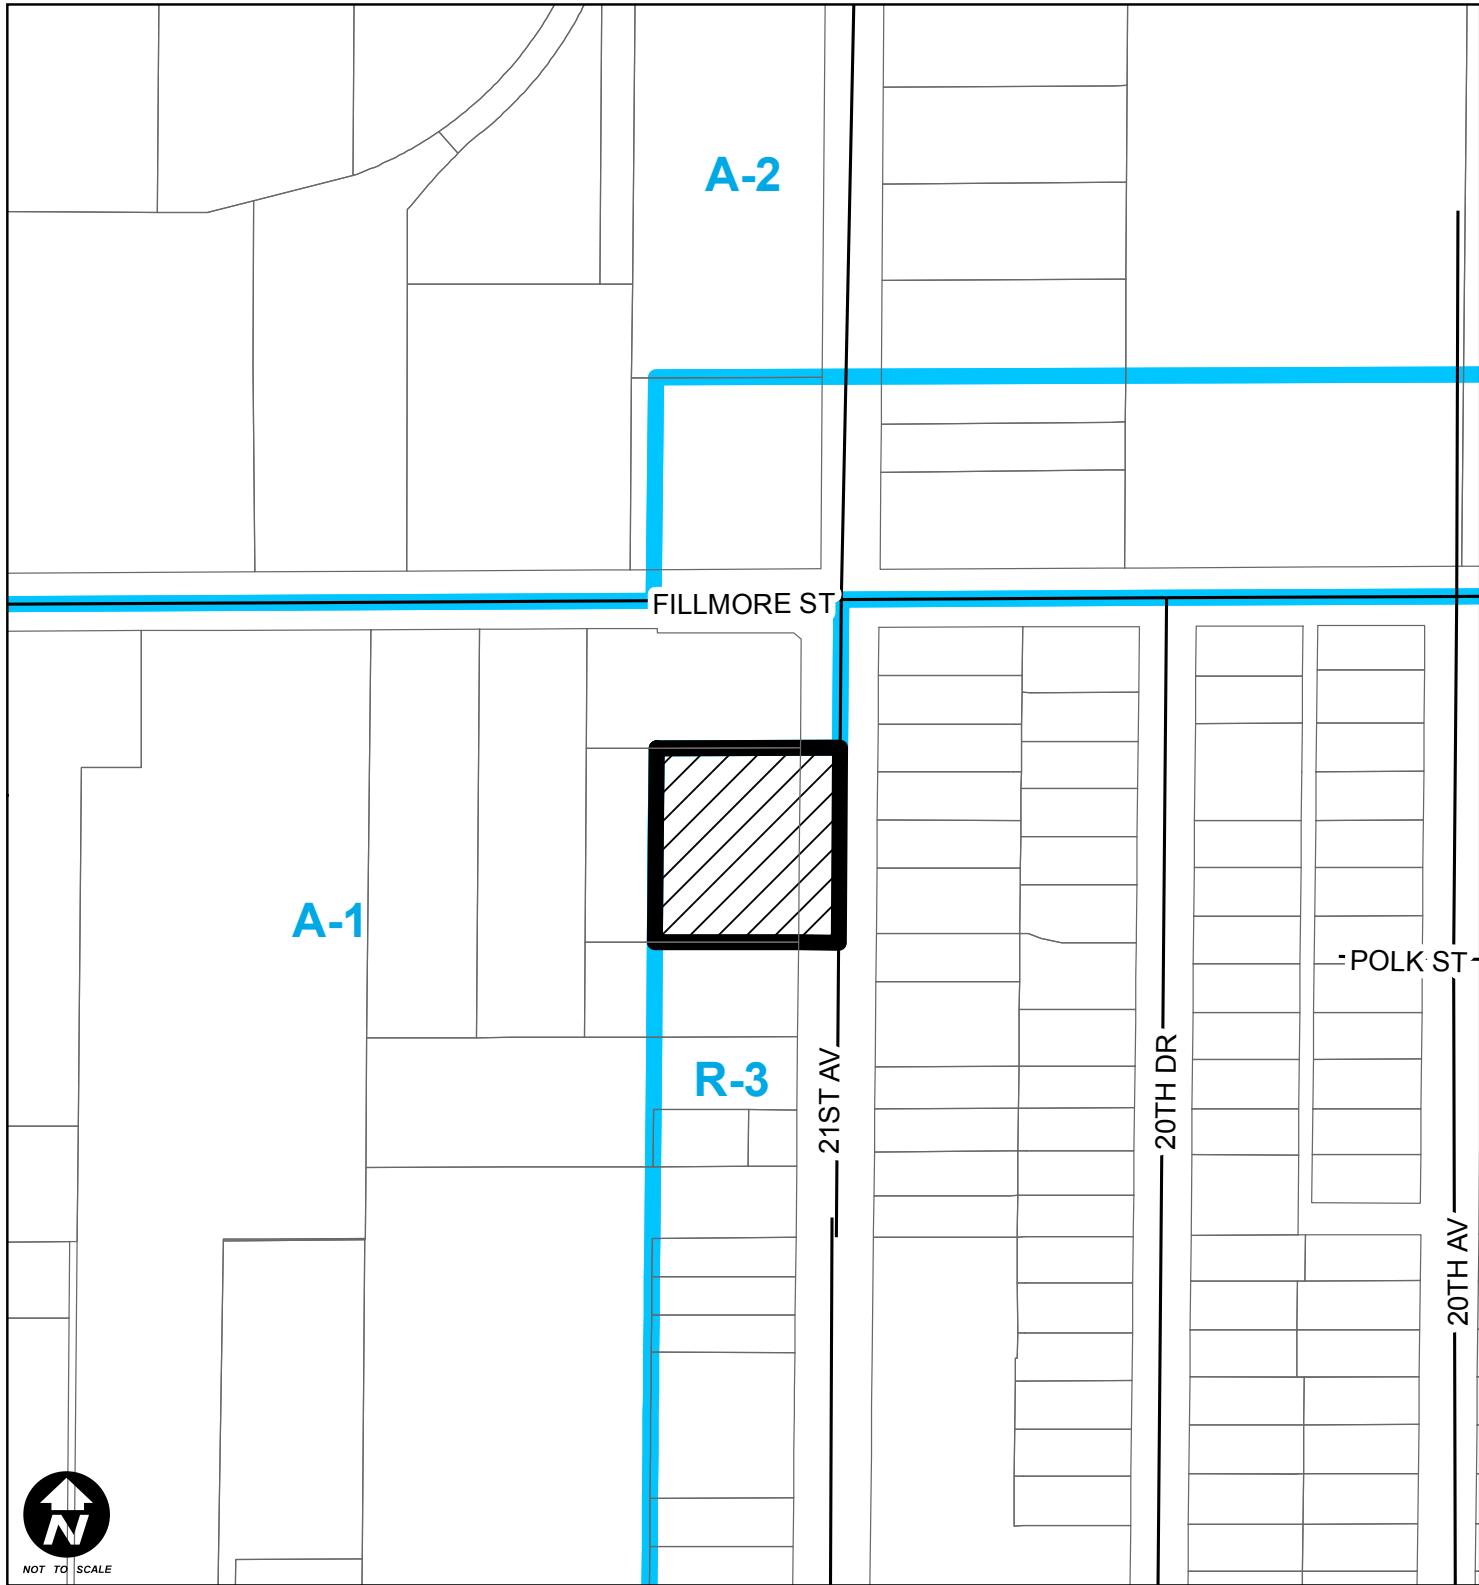 A-2
FILLMORE ST
A-1
POLK ST
R-3
21ST AV
20TH DR
20TH AV
N
NOT TO SCALE